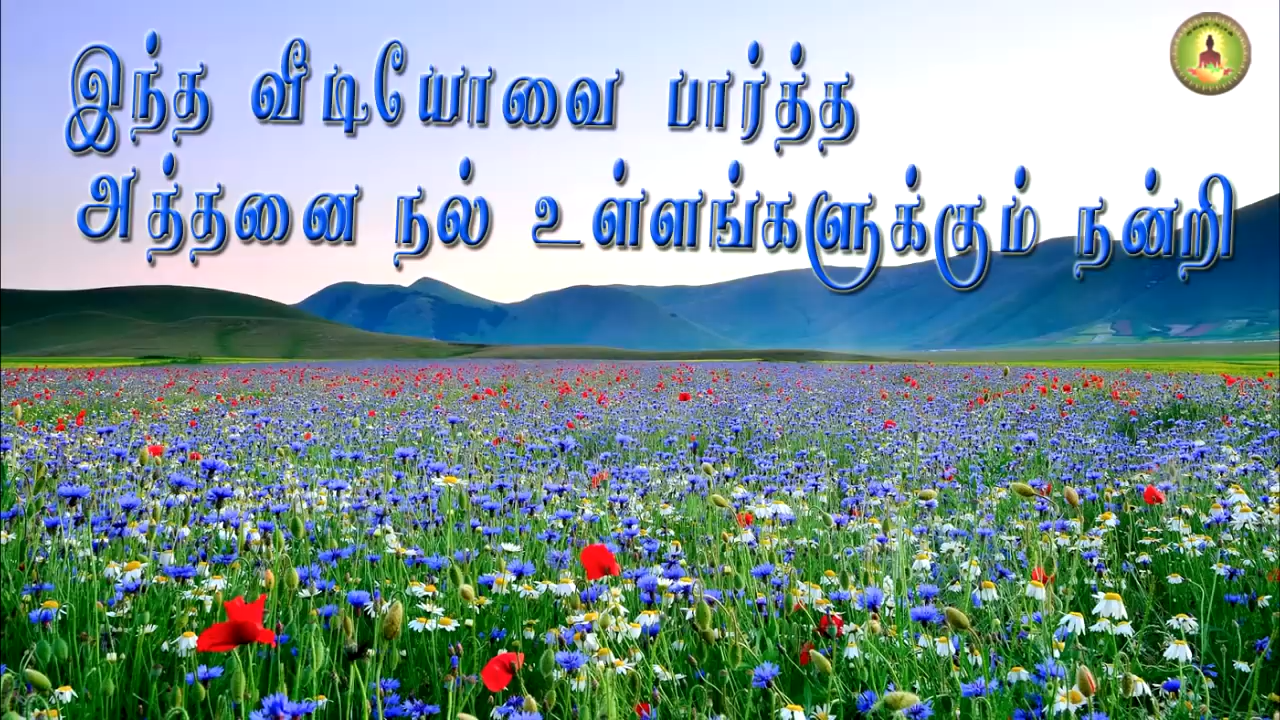 இந்த வீடியோவை பார்த்த
அத்தனை நல் உள்ளங்களுக்கும் நன்றி